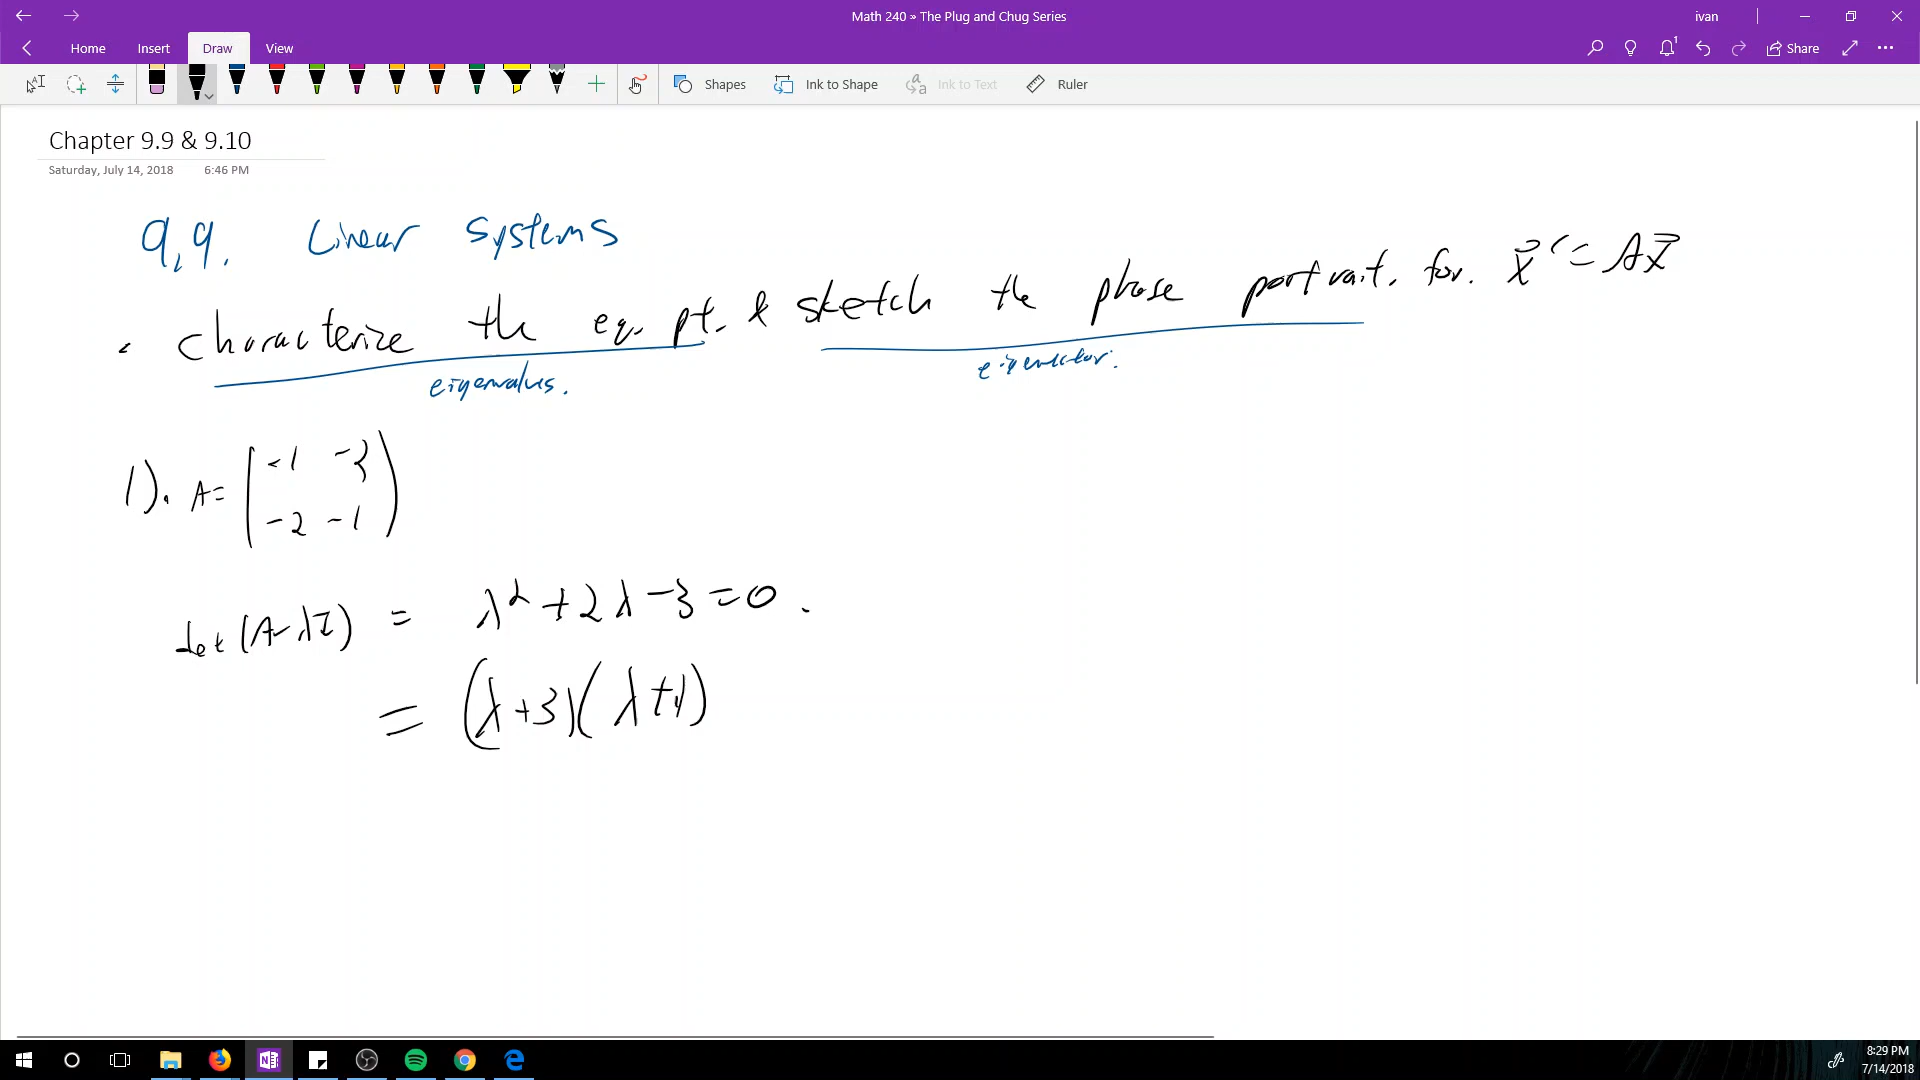 Math 240 » The Plug and Chug Series
ivan
Home Insert Draw View
Share
Shapes Ink to Shape Ink to Text Ruler
Chapter 9.9 & 9.10
Saturday, July 14, 2018 6:46 PM
9.9. Linear Systems
characterize the eq. pt. & sketch the phase portrait. for. x⃗' = Ax⃗
eigenvalues. eigenvector.
1). A = ( -1 -3
-2 -1 )
det(A-λI) = λ² + 2λ - 3 = 0 .
= (λ+3)(λ+1)
8:29 PM
7/14/2018